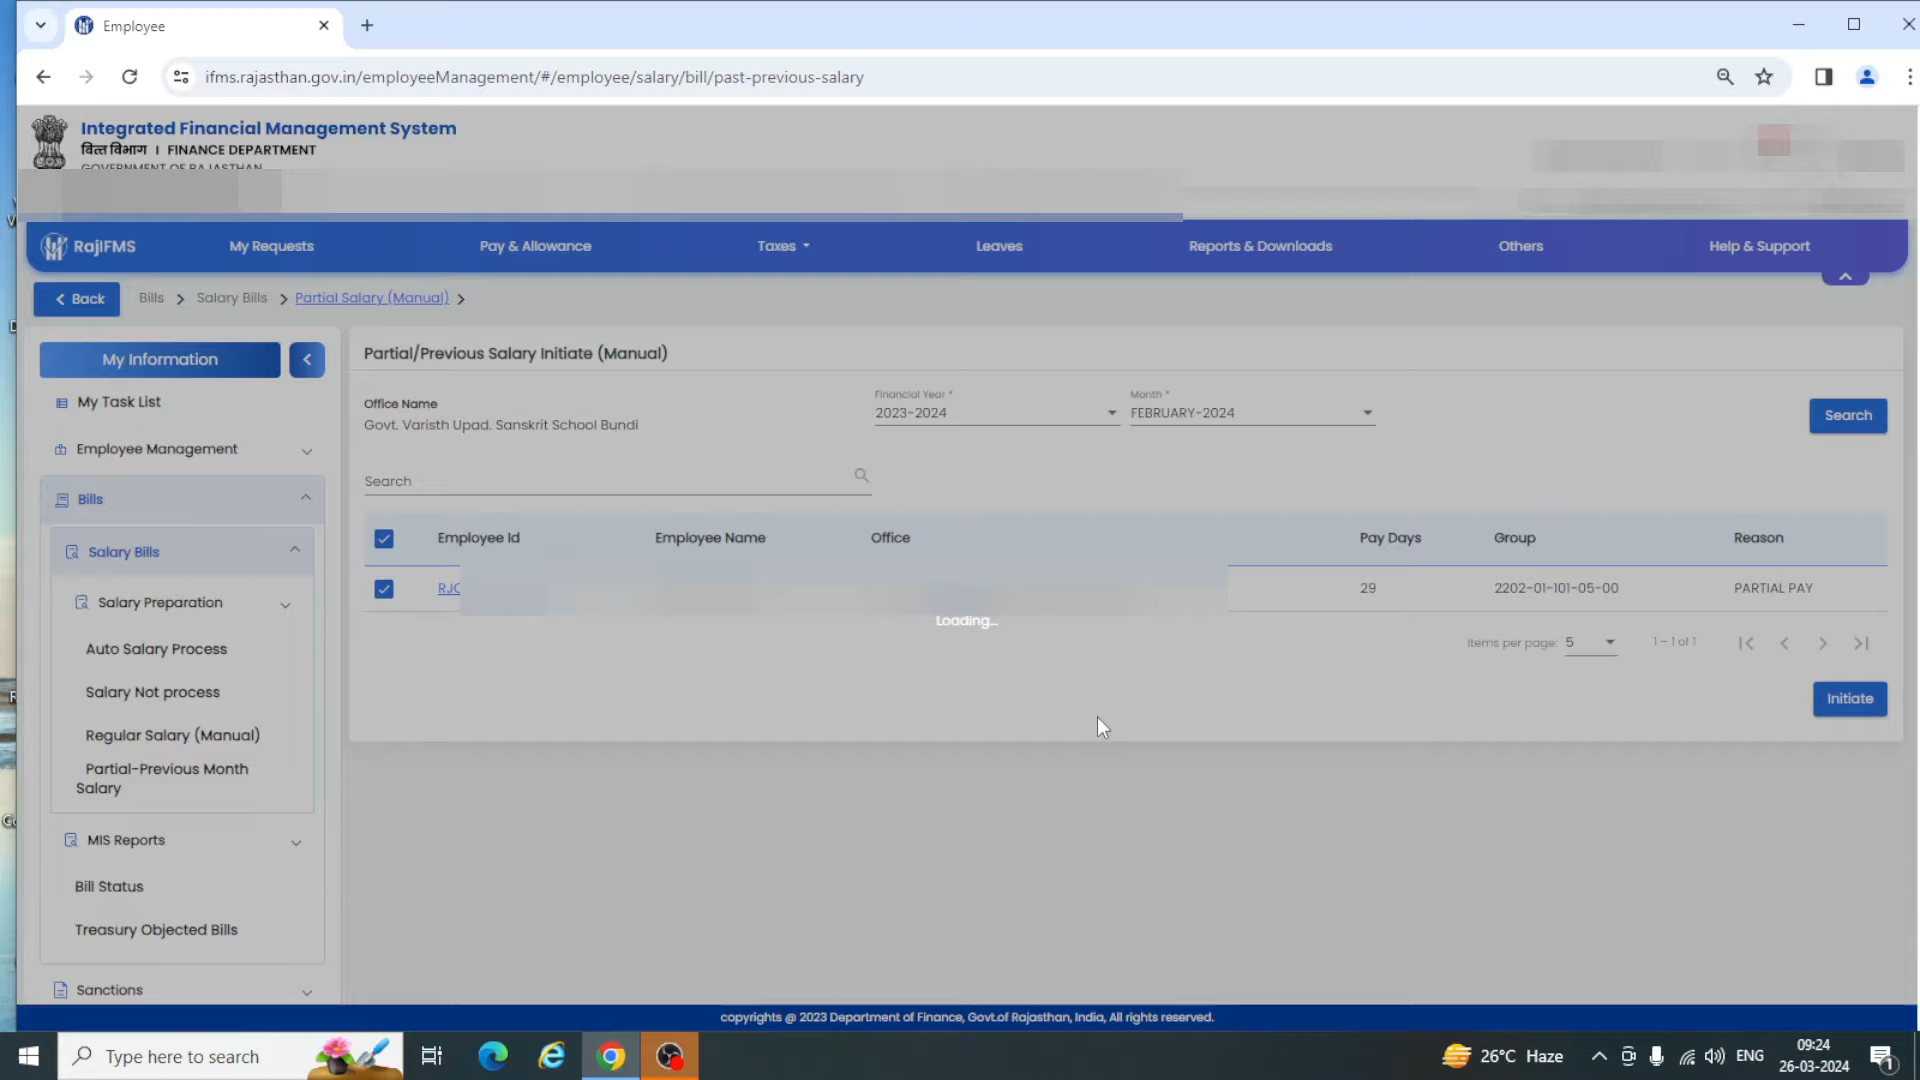 Employee
ifms.rajasthan.gov.in/employeeManagement/#/employee/salary/bill/past-previous-salary
Integrated Financial Management System
वित्त विभाग । FINANCE DEPARTMENT
GOVERNMENT OF RAJASTHAN
RajIFMS My Requests Pay & Allowance Taxes Leaves Reports & Downloads Others Help & Support
Back Bills Salary Bills Partial Salary (Manual)
My Information
My Task List
Employee Management
Bills
Salary Bills
Salary Preparation
Auto Salary Process
Salary Not process
Regular Salary (Manual)
Partial-Previous Month
Salary
MIS Reports
Bill Status
Treasury Objected Bills
Sanctions
Partial/Previous Salary Initiate (Manual)
Office Name
Govt. Varisth Upad. Sanskrit School Bundi
Financial Year *
2023-2024
Month *
FEBRUARY-2024
Search
Search
Employee Id Employee Name Office Pay Days Group Reason
29 2202-01-101-05-00 PARTIAL PAY
Loading...
Items per page: 5 1 – 1 of 1
Initiate
copyrights @ 2023 Department of Finance, Govt.of Rajasthan, India, All rights reserved.
Type here to search
26°C Haze
ENG
09:24
26-03-2024
1